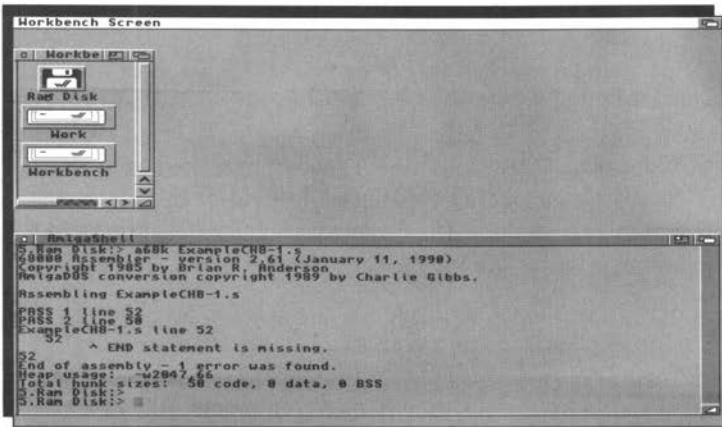 Workbench Screen
Workbe
Ram Disk
Work
Workbench
AmigaShell
5.Ram Disk:> a68k ExampleCH8-1.s
68000 Assembler - version 2.61 (January 11, 1990)
Copyright 1985 by Brian R. Anderson
AmigaDOS conversion copyright 1989 by Charlie Gibbs.
Assembling ExampleCH8-1.s
PASS 1 line 52
PASS 2 line 50
ExampleCH8-1.s line 52
52
^ END statement is missing.
52
End of assembly - 1 error was found.
Heap usage: -w2047,66
Total hunk sizes: 50 code, 0 data, 0 BSS
5.Ram Disk:>
5.Ram Disk:>